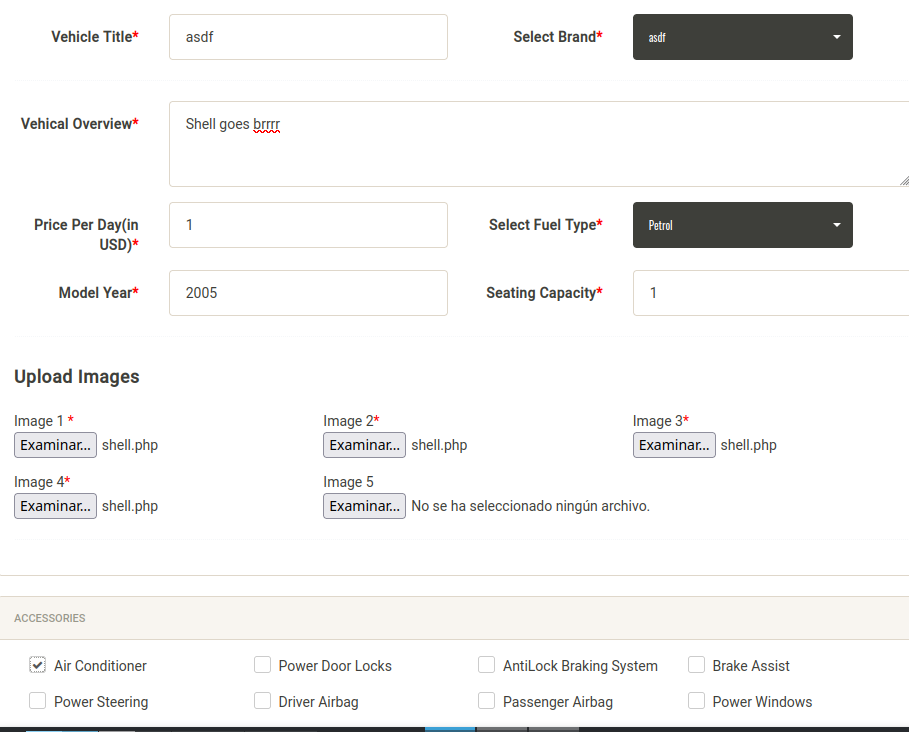 Vehicle Title* asdf Select Brand* asdf
Vehical Overview* Shell goes brrrr
Price Per Day(in USD)* 1 Select Fuel Type* Petrol
Model Year* 2005 Seating Capacity* 1
Upload Images
Image 1 * Image 2* Image 3*
Examinar... shell.php Examinar... shell.php Examinar... shell.php
Image 4* Image 5
Examinar... shell.php Examinar... No se ha seleccionado ningún archivo.
ACCESSORIES
Air Conditioner Power Door Locks AntiLock Braking System Brake Assist
Power Steering Driver Airbag Passenger Airbag Power Windows